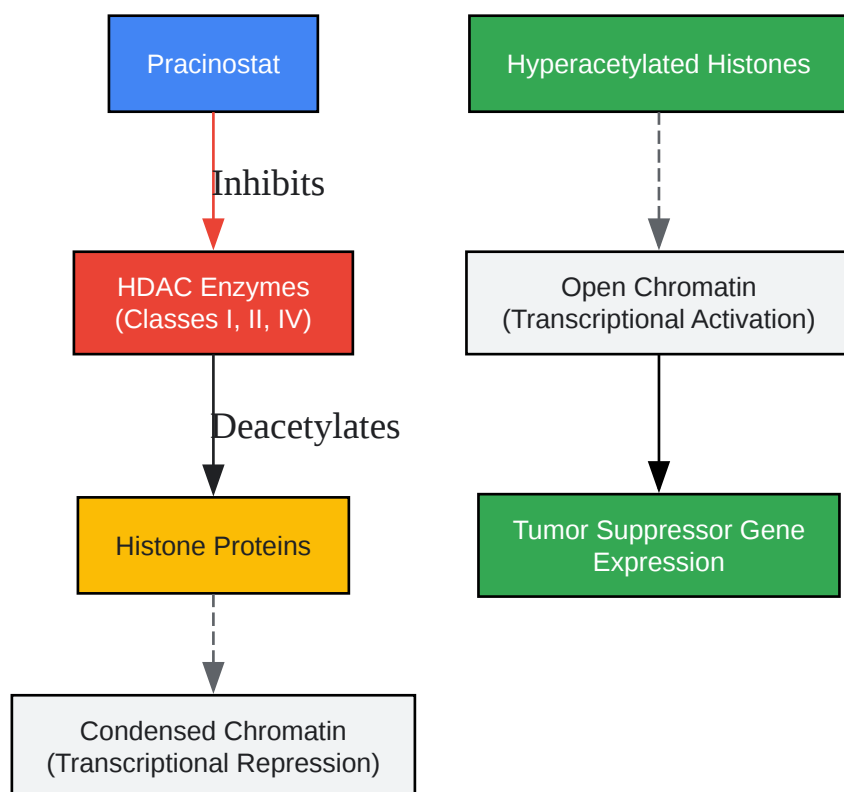 Pracinostat
Inhibits
HDAC Enzymes
(Classes I, II, IV)
Deacetylates
Histone Proteins
Condensed Chromatin
(Transcriptional Repression)
Hyperacetylated Histones
Open Chromatin
(Transcriptional Activation)
Tumor Suppressor Gene
Expression